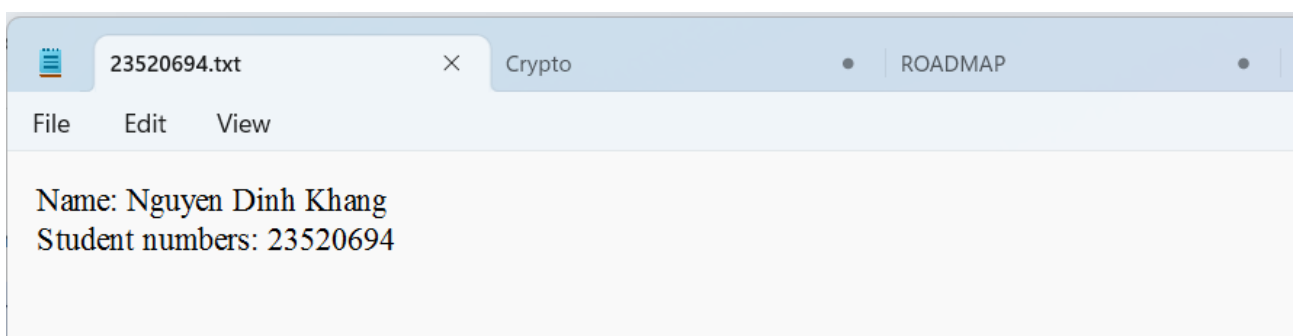 23520694.txt Crypto ROADMAP
File Edit View
Name: Nguyen Dinh Khang
Student numbers: 23520694